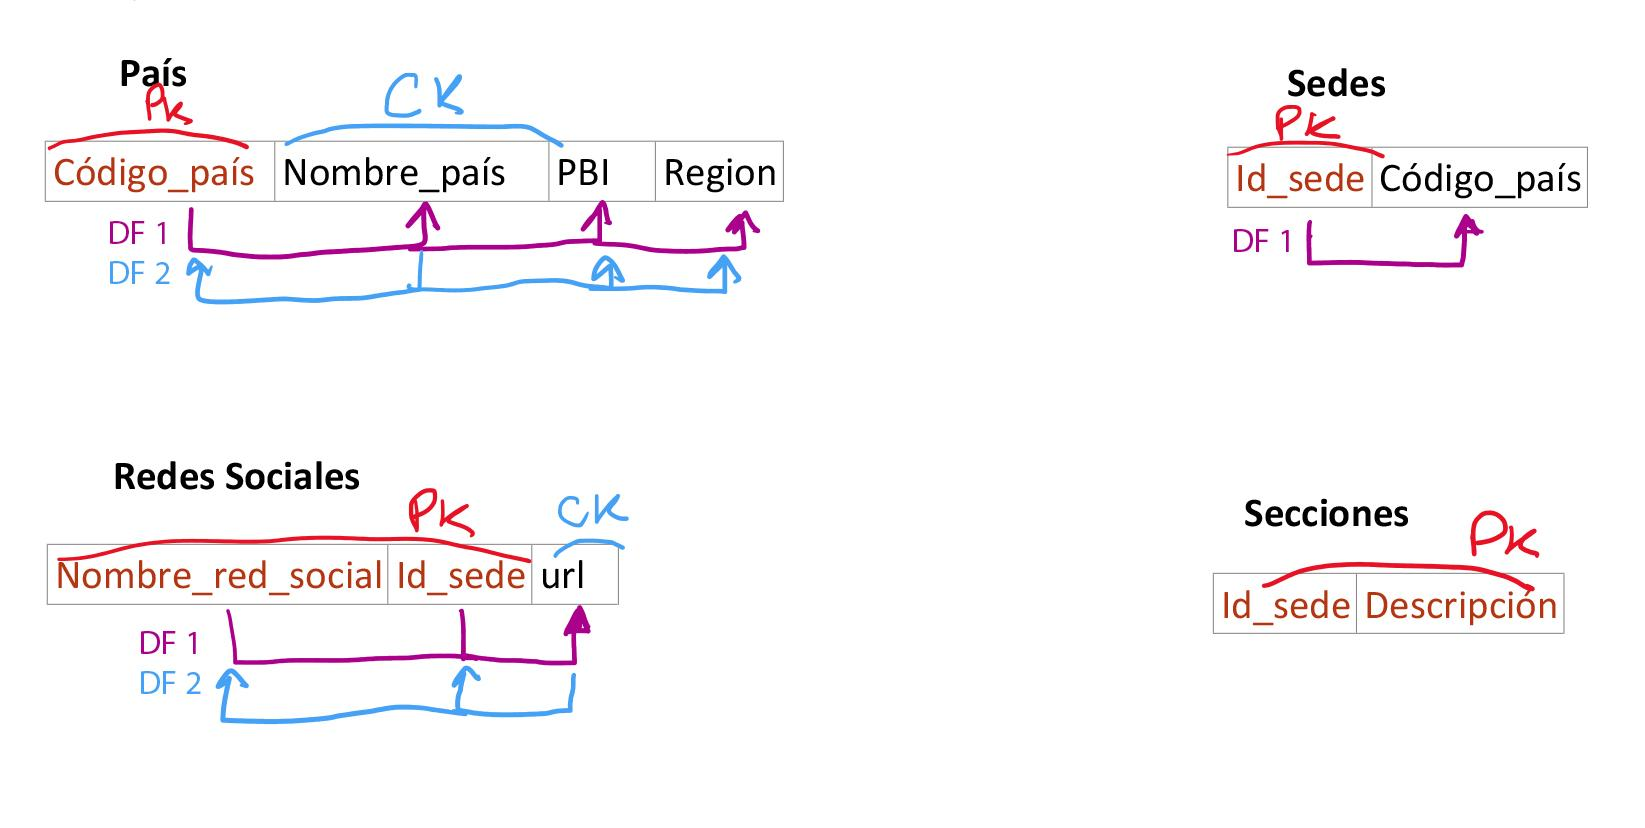 País
Pk
CK
Código_país Nombre_país PBI Region
DF 1
DF 2
Sedes
PK
Id_sede Código_país
DF 1
Redes Sociales
PK
CK
Nombre_red_social Id_sede url
DF 1
DF 2
Secciones
Pk
Id_sede Descripción